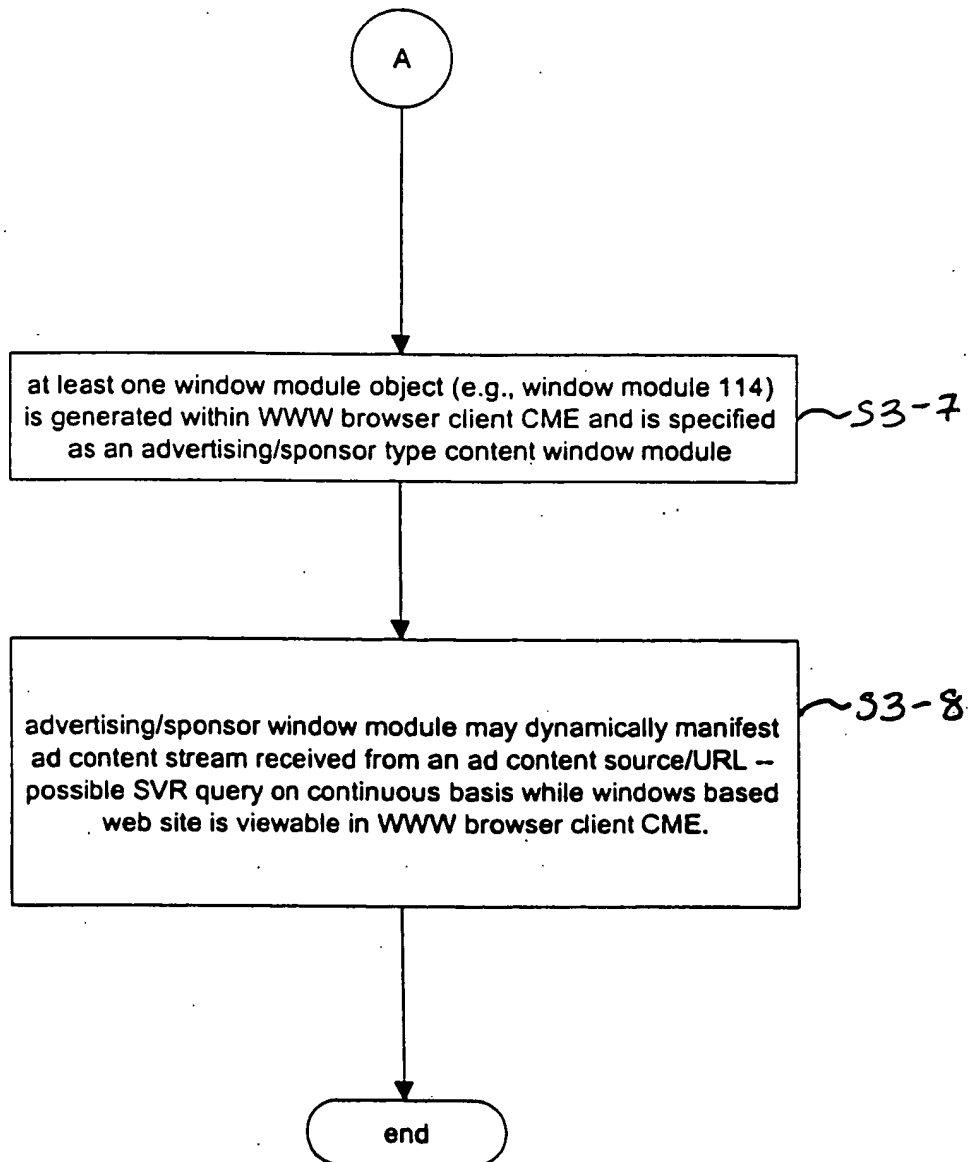 A
at least one window module object (e.g., window module 114)
is generated within WWW browser client CME and is specified
as an advertising/sponsor type content window module
S3-7
advertising/sponsor window module may dynamically manifest
ad content stream received from an ad content source/URL --
possible SVR query on continuous basis while windows based
web site is viewable in WWW browser client CME.
S3-8
end